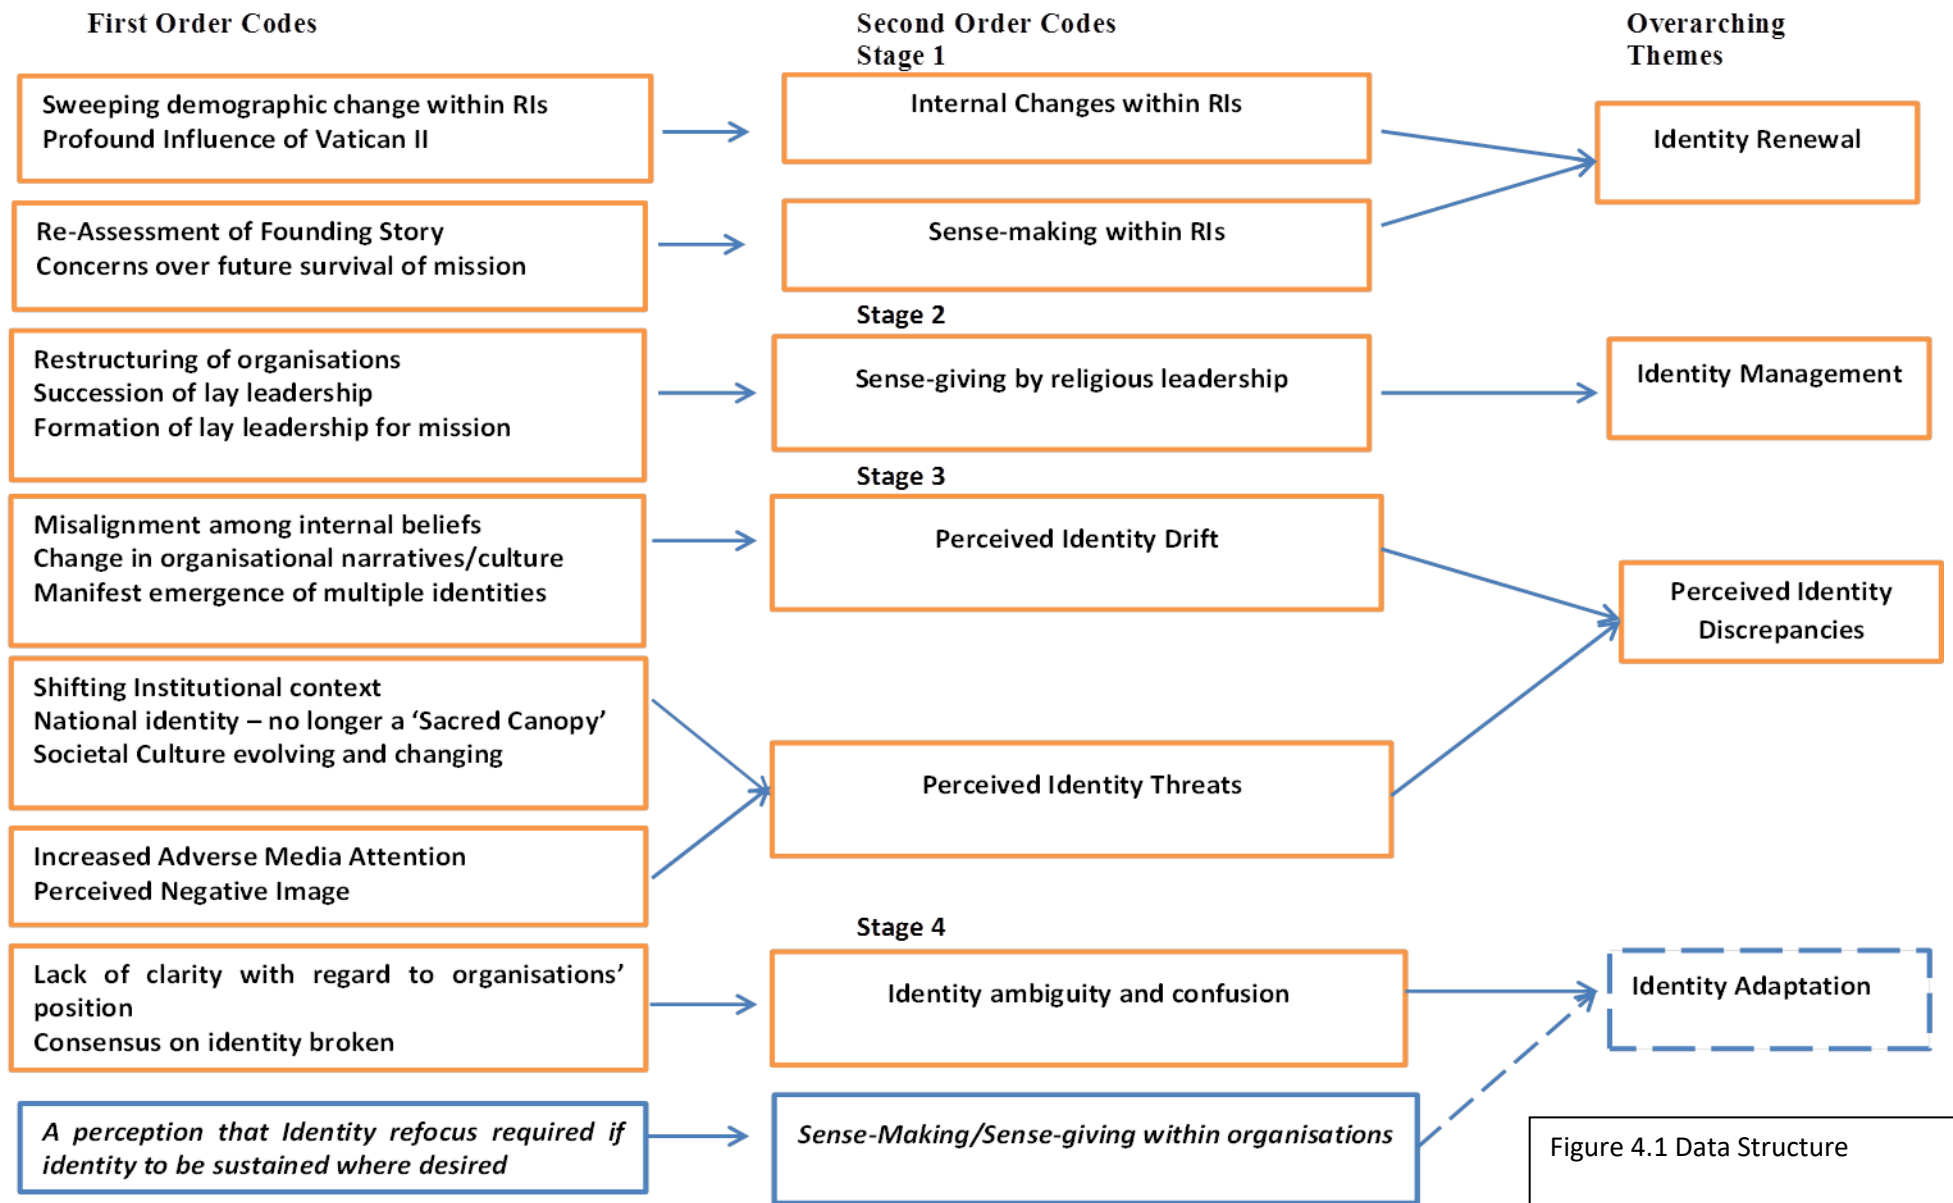 First Order Codes
Second Order Codes
Stage 1
Overarching
Themes
Sweeping demographic change within RIs
Profound Influence of Vatican II
Internal Changes within RIs
Identity Renewal
Re-Assessment of Founding Story
Concerns over future survival of mission
Sense-making within RIs
Stage 2
Restructuring of organisations
Succession of lay leadership
Formation of lay leadership for mission
Sense-giving by religious leadership
Identity Management
Stage 3
Misalignment among internal beliefs
Change in organisational narratives/culture
Manifest emergence of multiple identities
Perceived Identity Drift
Perceived Identity
Discrepancies
Shifting Institutional context
National identity – no longer a ‘Sacred Canopy’
Societal Culture evolving and changing
Perceived Identity Threats
Increased Adverse Media Attention
Perceived Negative Image
Stage 4
Lack of clarity with regard to organisations’
position
Consensus on identity broken
Identity ambiguity and confusion
Identity Adaptation
A perception that Identity refocus required if
identity to be sustained where desired
Sense-Making/Sense-giving within organisations
Figure 4.1 Data Structure